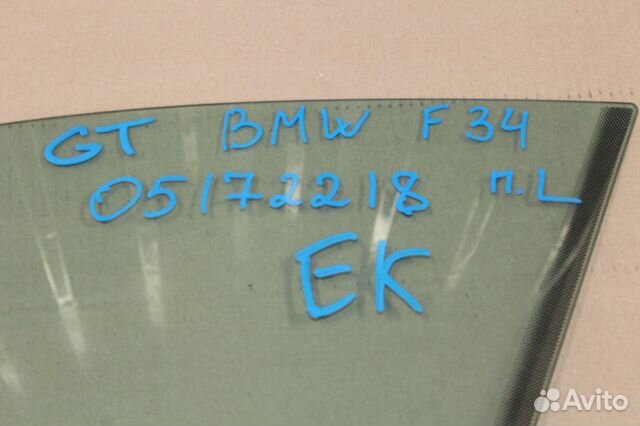 GT BMW F34
05172218 п.L
EK
Avito